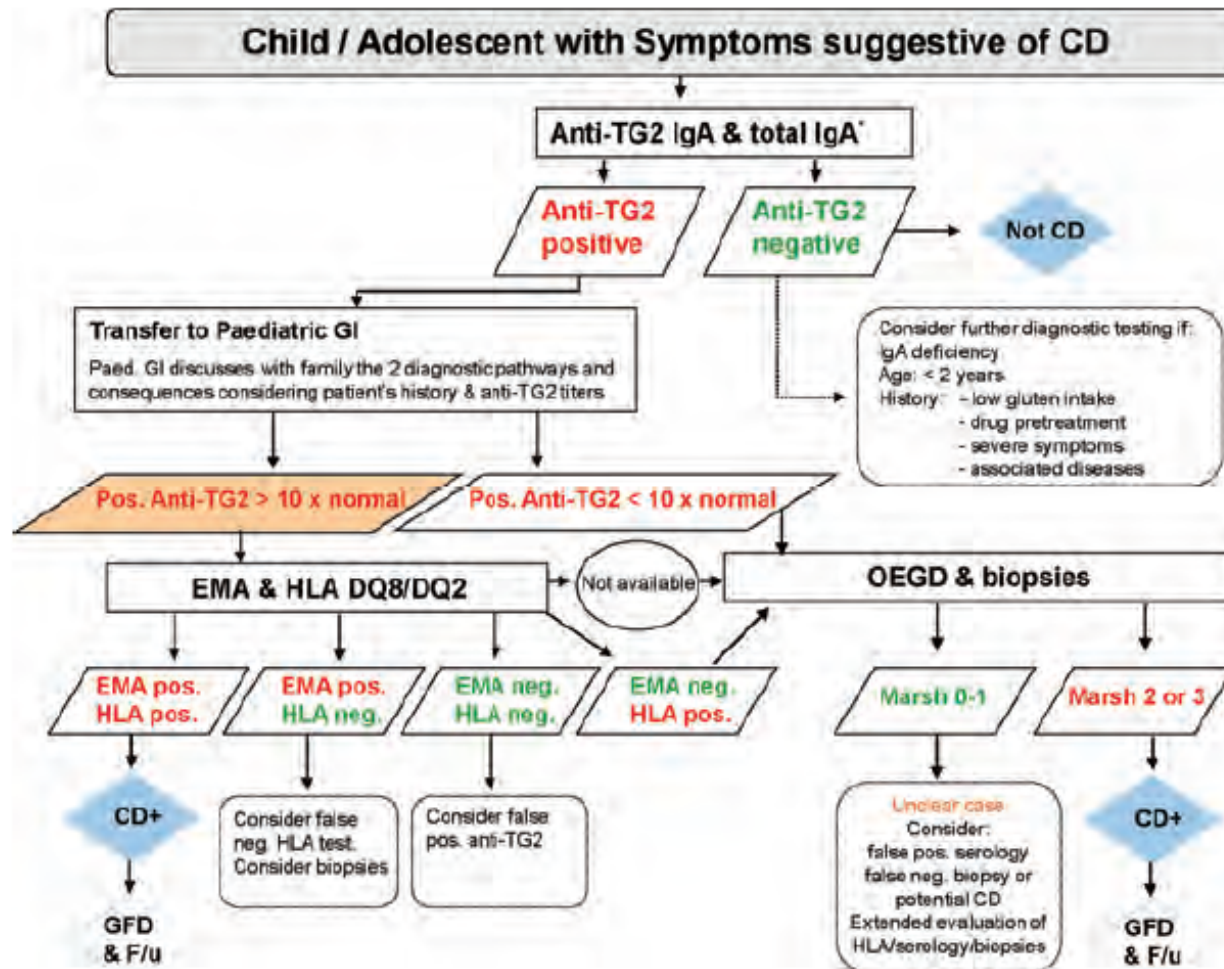 Child / Adolescent with Symptoms suggestive of CD
Anti-TG2 IgA & total IgA*
Anti-TG2
positive
Anti-TG2
negative
Not CD
Transfer to Paediatric GI
Paed. GI discusses with family the 2 diagnostic pathways and
consequences considering patient's history & anti-TG2 titers
Consider further diagnostic testing if:
IgA deficiency
Age: < 2 years
History: - low gluten intake
- drug pretreatment
- severe symptoms
- associated diseases
Pos. Anti-TG2 > 10 x normal
Pos. Anti-TG2 < 10 x normal
EMA & HLA DQ8/DQ2
Not available
OEGD & biopsies
EMA pos.
HLA pos.
EMA pos.
HLA neg.
EMA neg.
HLA neg.
EMA neg.
HLA pos.
Marsh 0-1
Marsh 2 or 3
CD+
Consider false
neg. HLA test.
Consider biopsies
Consider false
pos. anti-TG2
Unclear case
Consider:
false pos. serology
false neg. biopsy or
potential CD
Extended evaluation of
HLA/serology/biopsies
CD+
GFD
& F/u
GFD
& F/u